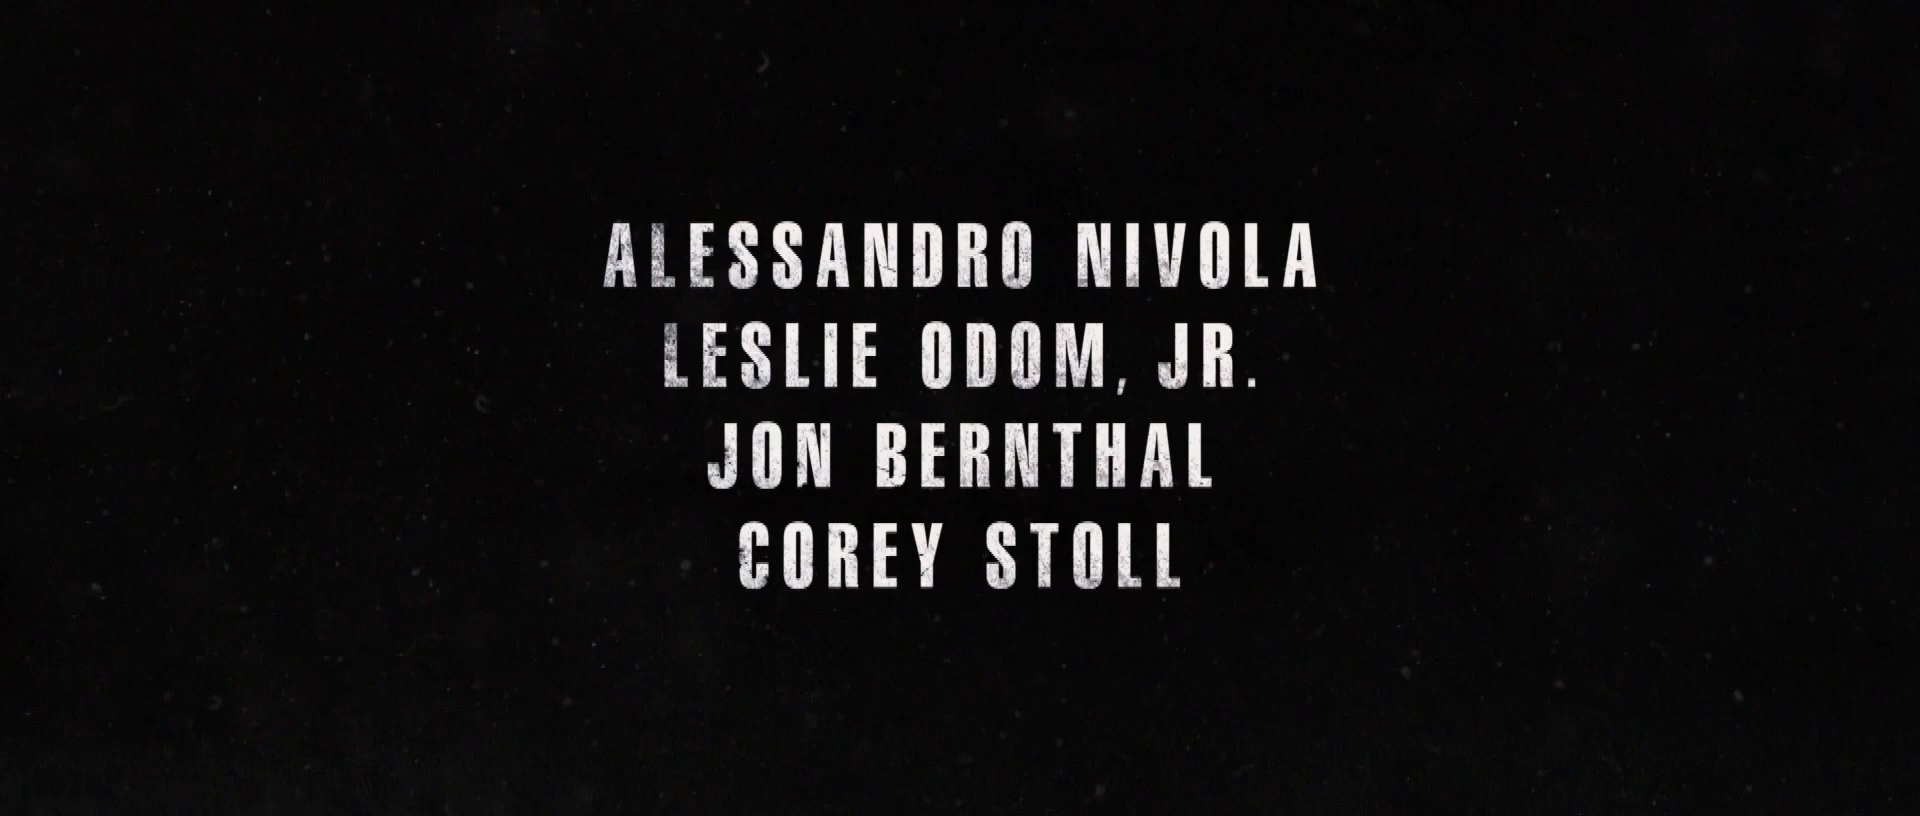 ALESSANDRO NIVOLA
LESLIE ODOM, JR.
JON BERNTHAL
COREY STOLL